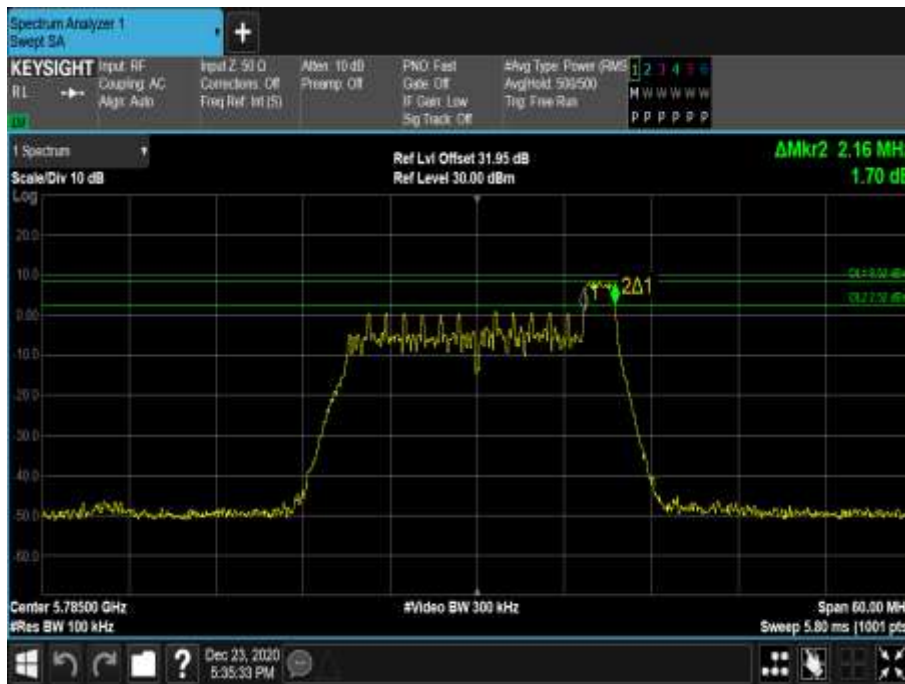 Spectrum Analyzer 1
Swept SA
+
KEYSIGHT Input: RF Input Z: 50 Ω Atten: 10 dB PNO: Fast #Avg Type: Power (RMS 1 2 3 4 5 6
RL Coupling: AC Corrections: Off Preamp: Off Gate: Off Avg|Hold: 500/500 M W W W W W
Align: Auto Freq Ref: Int (S) IF Gain: Low Trig: Free Run
Sig Track: Off P P P P P P
1 Spectrum
Scale/Div 10 dB
Ref Lvl Offset 31.95 dB
Ref Level 30.00 dBm
ΔMkr2 2.16 MH
1.70 dB
Log
20.0
10.0
0.00
-10.0
-20.0
-30.0
-40.0
-50.0
-60.0
2Δ1
Center 5.78500 GHz
#Res BW 100 kHz
#Video BW 300 kHz
Span 60.00 MH
Sweep 5.80 ms (1001 pts
?
Dec 23, 2020
5:35:33 PM